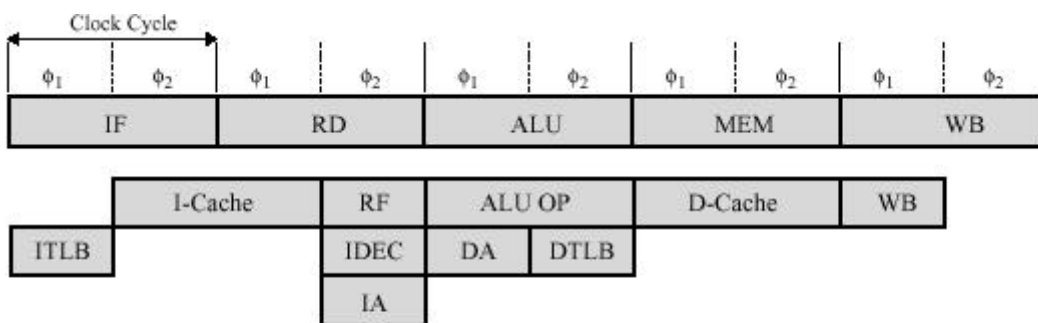 Clock Cycle
ϕ₁ ϕ₂ ϕ₁ ϕ₂ ϕ₁ ϕ₂ ϕ₁ ϕ₂ ϕ₁ ϕ₂
IF RD ALU MEM WB
I-Cache RF ALU OP D-Cache WB
ITLB IDEC DA DTLB
IA